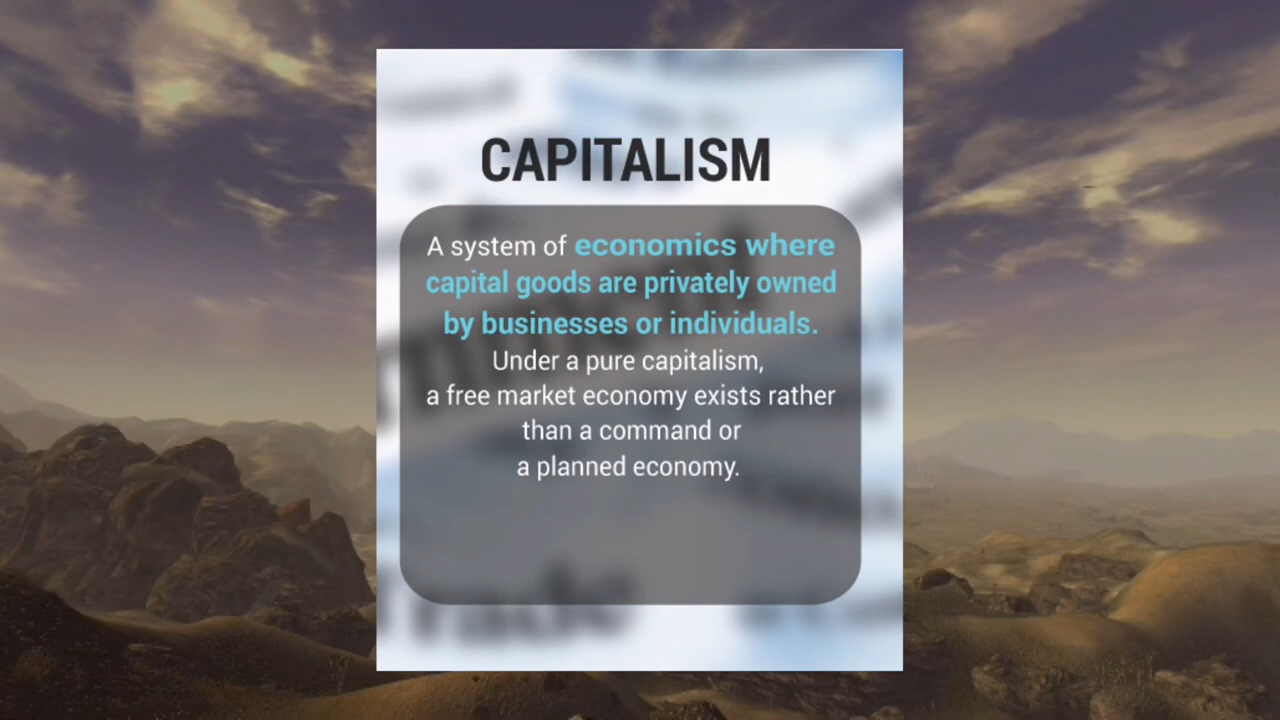 CAPITALISM
A system of economics where
capital goods are privately owned
by businesses or individuals.
Under a pure capitalism,
a free market economy exists rather
than a command or
a planned economy.